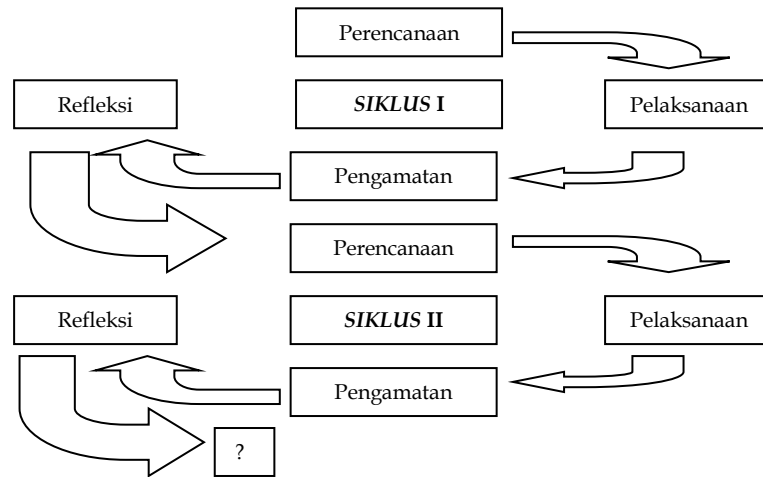 Perencanaan
Refleksi
SIKLUS I
Pelaksanaan
Pengamatan
Perencanaan
Refleksi
SIKLUS II
Pelaksanaan
Pengamatan
?